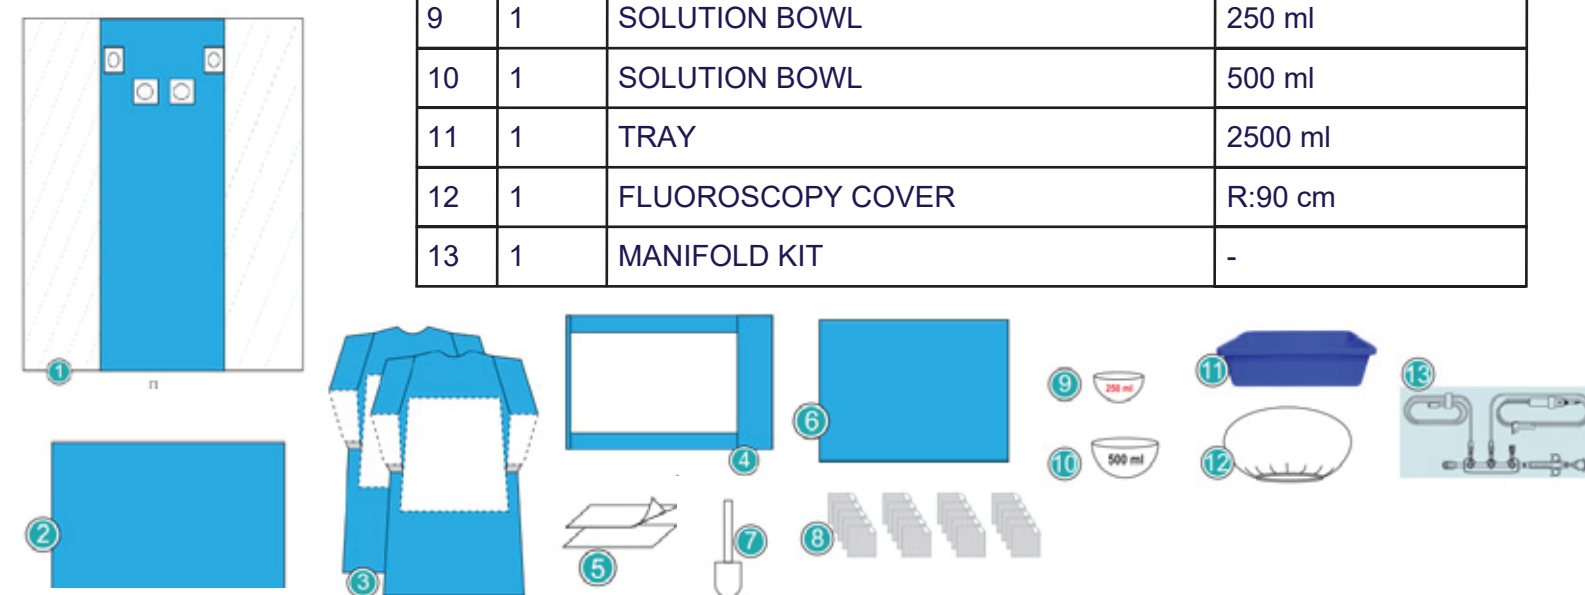 9 1 SOLUTION BOWL 250 ml
10 1 SOLUTION BOWL 500 ml
11 1 TRAY 2500 ml
12 1 FLUOROSCOPY COVER R:90 cm
13 1 MANIFOLD KIT -
1
n
2
3
4
5
6
7
8
9
250 ml
10
500 ml
11
12
13